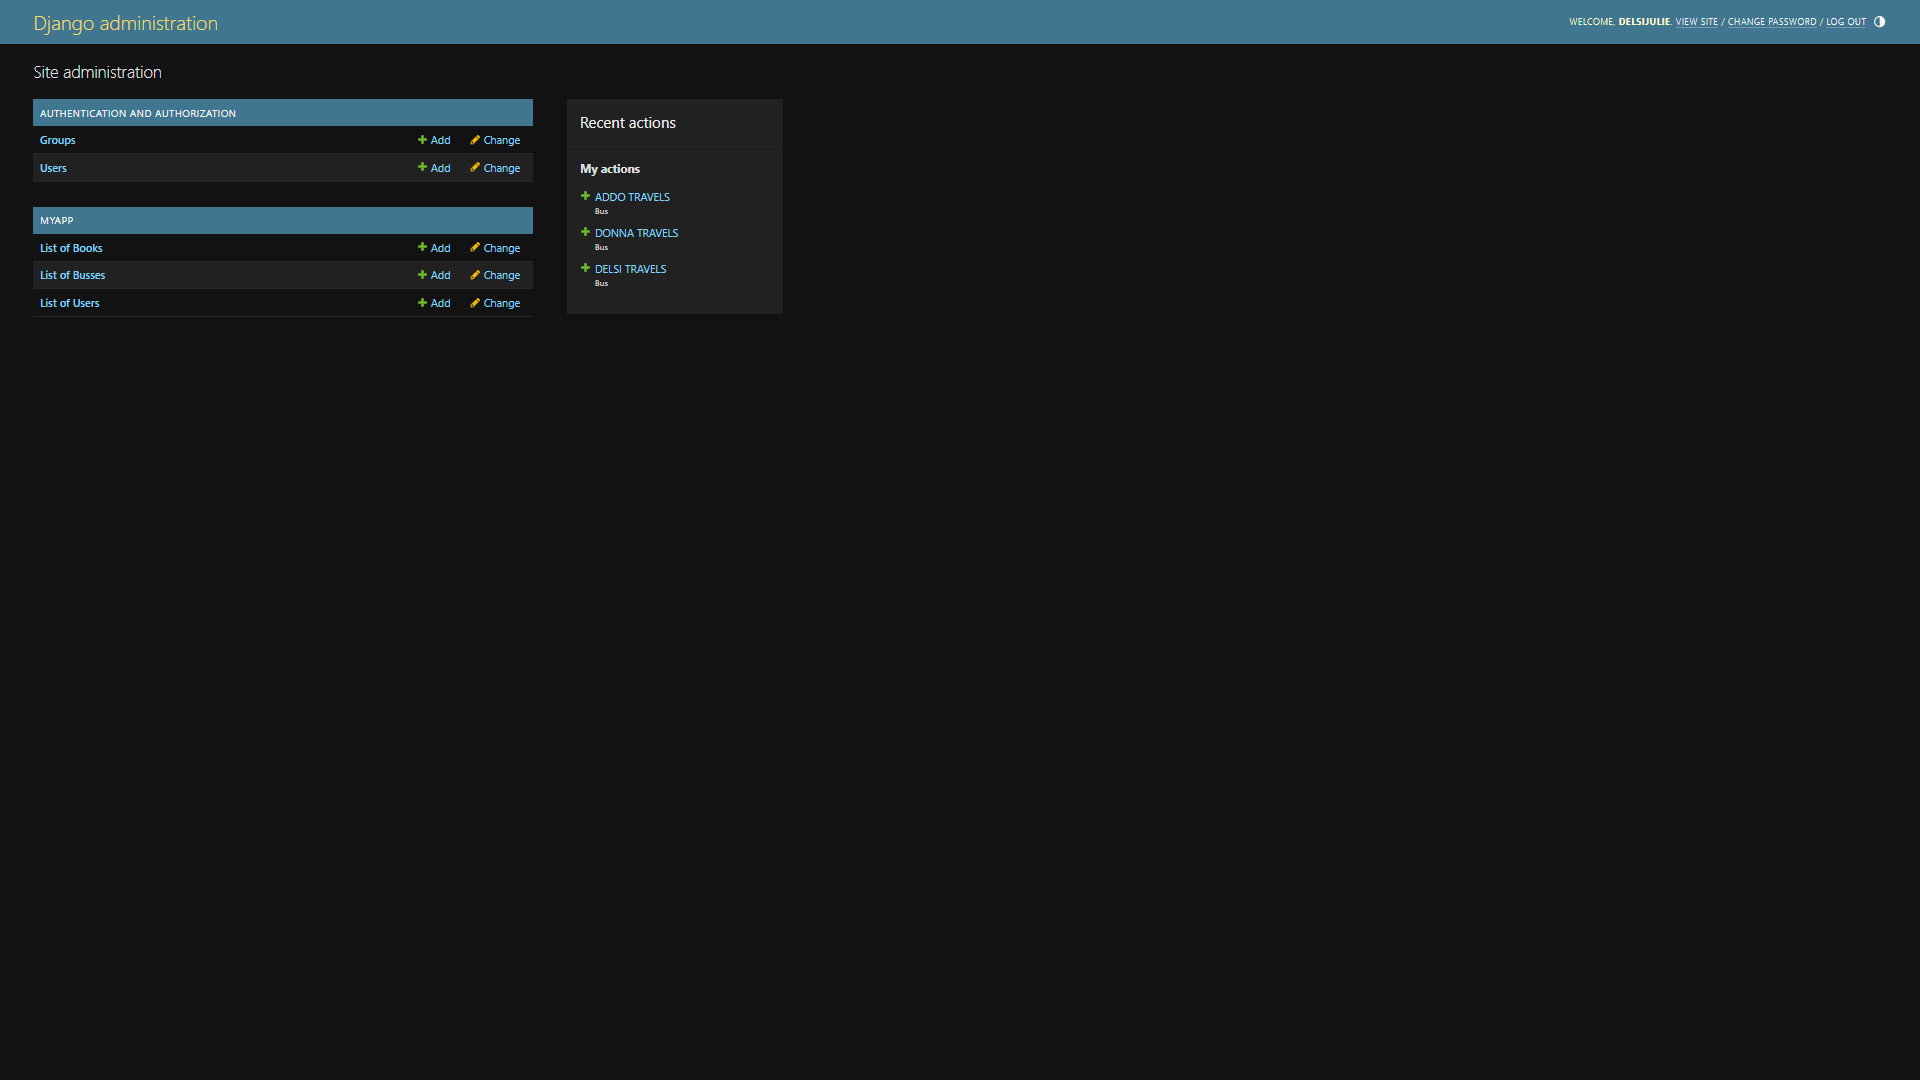 Django administration
WELCOME, DELSIJULIE. VIEW SITE / CHANGE PASSWORD / LOG OUT
Site administration
AUTHENTICATION AND AUTHORIZATION
Groups Add Change
Users Add Change
MYAPP
List of Books Add Change
List of Busses Add Change
List of Users Add Change
Recent actions
My actions
ADDO TRAVELS
Bus
DONNA TRAVELS
Bus
DELSI TRAVELS
Bus